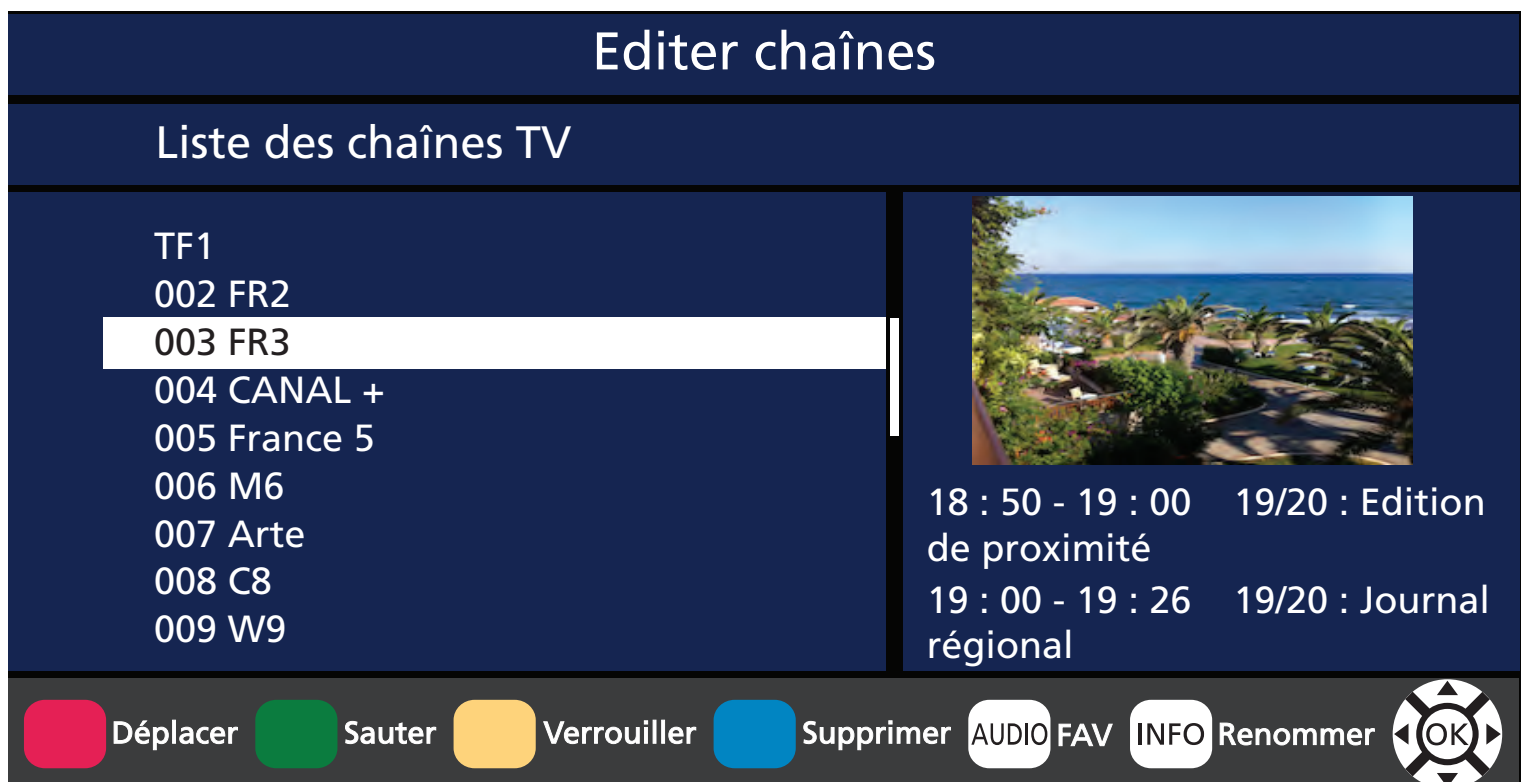 Editer chaînes
Liste des chaînes TV
TF1
002 FR2
003 FR3
004 CANAL +
005 France 5
006 M6
007 Arte
008 C8
009 W9
18 : 50 - 19 : 00 19/20 : Edition
de proximité
19 : 00 - 19 : 26 19/20 : Journal
régional
Déplacer Sauter Verrouiller Supprimer AUDIO FAV INFO Renommer OK